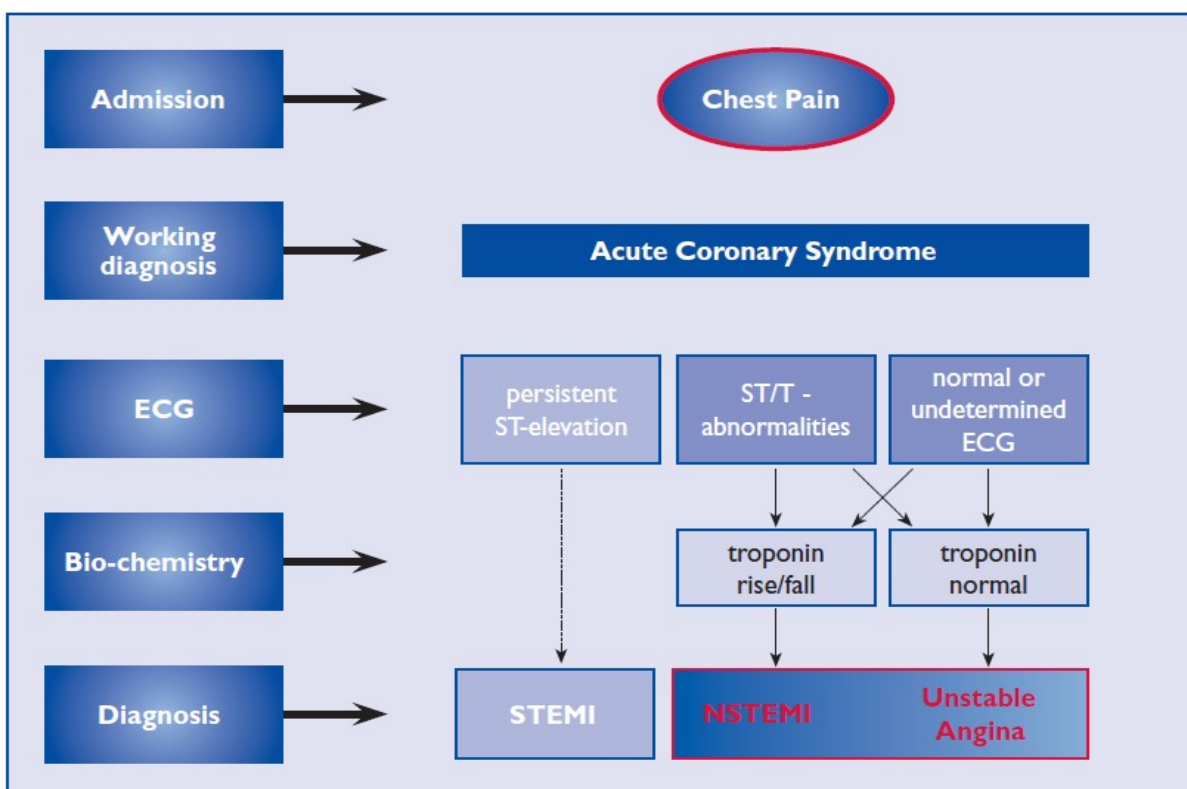 Admission
Chest Pain
Working
diagnosis
Acute Coronary Syndrome
ECG
persistent
ST-elevation
ST/T -
abnormalities
normal or
undetermined
ECG
Bio-chemistry
troponin
rise/fall
troponin
normal
Diagnosis
STEMI
NSTEMI
Unstable
Angina